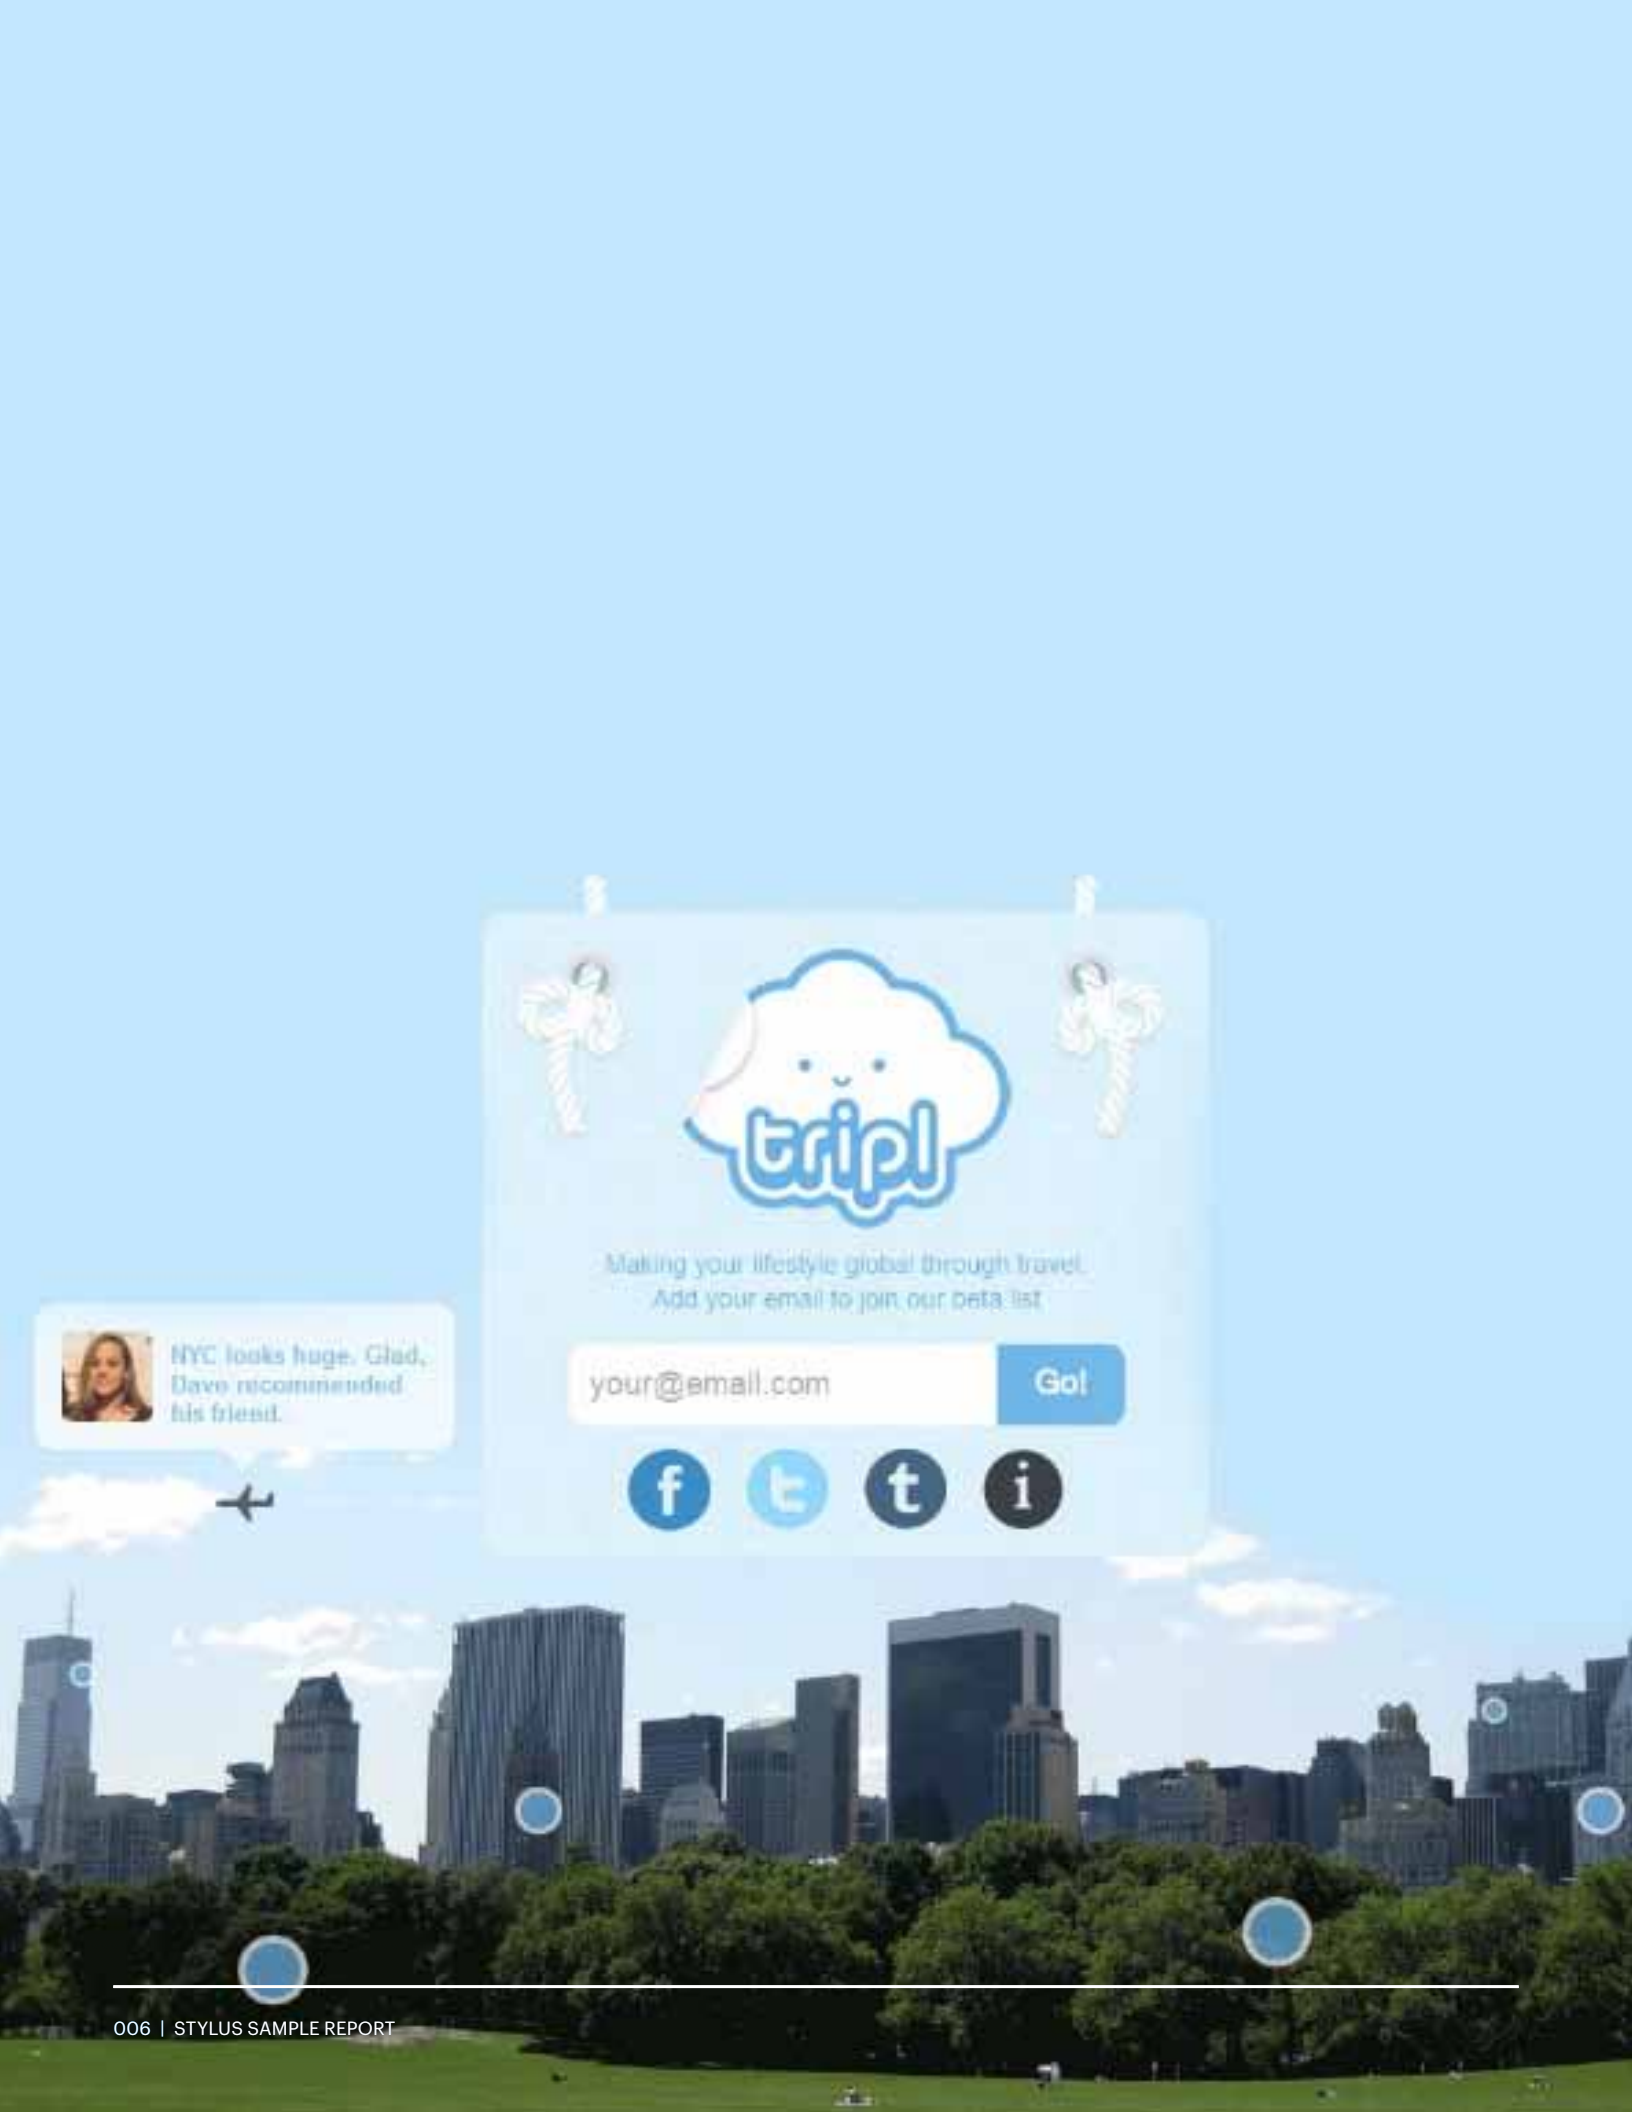 tripl
Making your lifestyle global through travel.
Add your email to join our beta list
NYC looks huge. Glad,
Dave recommended
his friend.
your@email.com
Go!
f
t
t
i
006 | STYLUS SAMPLE REPORT